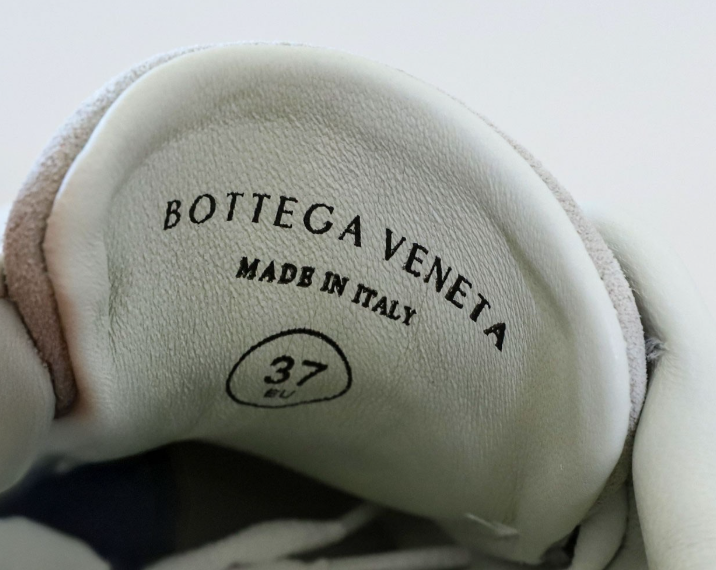 BOTTEGA VENETA
MADE IN ITALY
37
EU